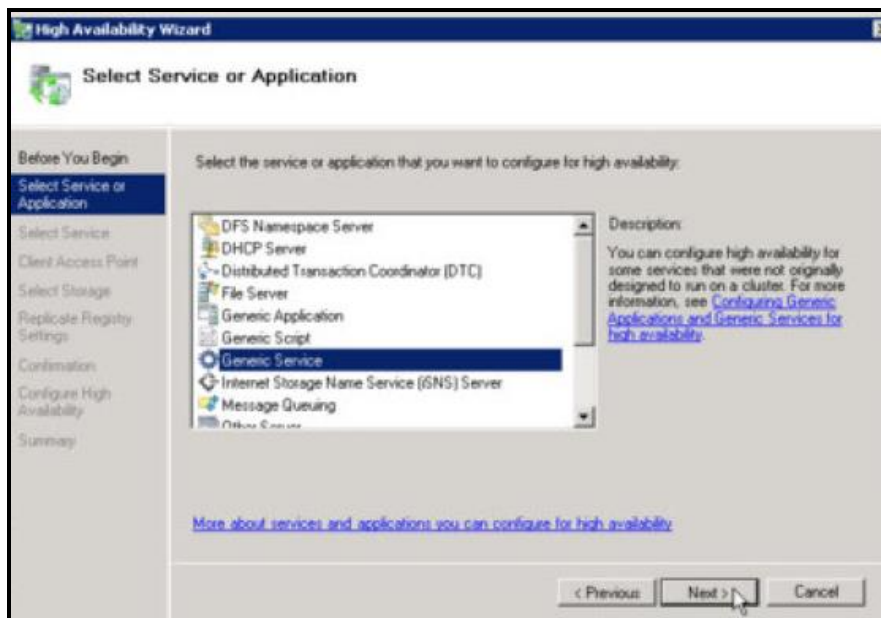 High Availability Wizard
Select Service or Application
Before You Begin
Select Service or
Application
Select Service
Client Access Point
Select Storage
Replicate Registry
Settings
Confirmation
Configure High
Availability
Summary
Select the service or application that you want to configure for high availability:
DFS Namespace Server
DHCP Server
Distributed Transaction Coordinator (DTC)
File Server
Generic Application
Generic Script
Generic Service
Internet Storage Name Service (iSNS) Server
Message Queuing
Other Server
Description:
You can configure high availability for
some services that were not originally
designed to run on a cluster. For more
information, see Configuring Generic
Applications and Generic Services for
high availability.
More about services and applications you can configure for high availability
< Previous
Next >
Cancel